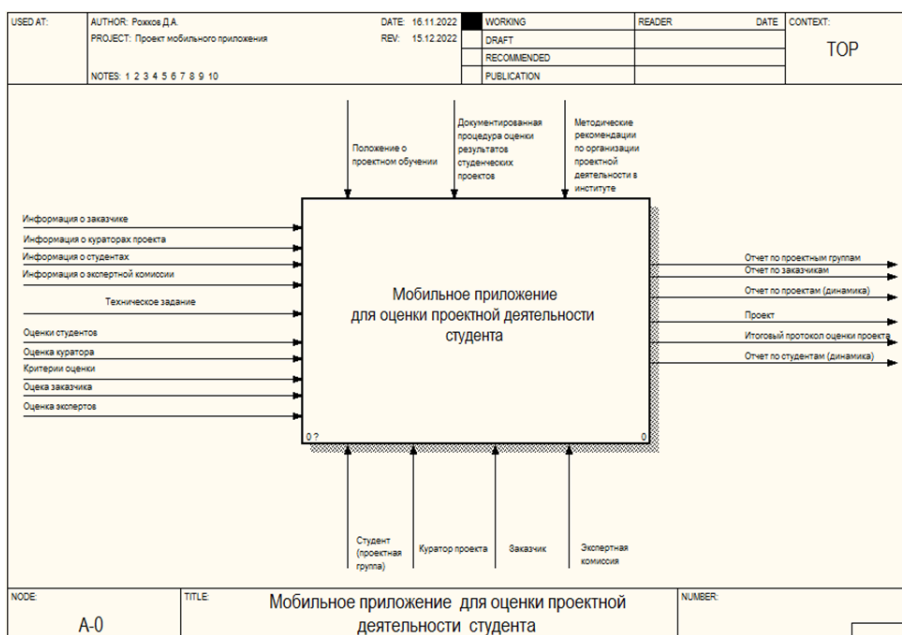 USED AT:
AUTHOR: Рожков Д.А.
DATE: 16.11.2022
WORKING
READER
DATE
CONTEXT:
PROJECT: Проект мобильного приложения
REV: 15.12.2022
DRAFT
TOP
RECOMMENDED
NOTES: 1 2 3 4 5 6 7 8 9 10
PUBLICATION
Положение о
проектном обучении
Документированная
процедура оценки
результатов
студенческих
проектов
Методические
рекомендации
по организации
проектной
деятельности в
институте
Информация о заказчике
Информация о кураторах проекта
Информация о студентах
Информация о экспертной комиссии
Техническое задание
Оценки студентов
Оценка куратора
Критерии оценки
Оцека заказчика
Оценка экспертов
Мобильное приложение
для оценки проектной деятельности
студента
0 ?
0
Отчет по проектным группам
Отчет по заказчикам
Отчет по проектам (динамика)
Проект
Итоговый протокол оценки проекта
Отчет по студентам (динамика)
Студент
(проектная
группа)
Куратор проекта
Заказчик
Экспертная
комиссия
NODE:
A-0
TITLE:
Мобильное приложение для оценки проектной
деятельности студента
NUMBER: